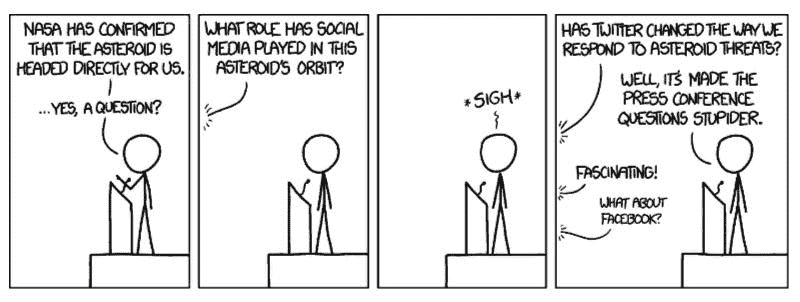 NASA HAS CONFIRMED
THAT THE ASTEROID IS
HEADED DIRECTLY FOR US.
...YES, A QUESTION?
WHAT ROLE HAS SOCIAL
MEDIA PLAYED IN THIS
ASTEROID'S ORBIT?
*SIGH*
HAS TWITTER CHANGED THE WAY WE
RESPOND TO ASTEROID THREATS?
WELL, IT'S MADE THE
PRESS CONFERENCE
QUESTIONS STUPIDER.
FASCINATING!
WHAT ABOUT
FACEBOOK?